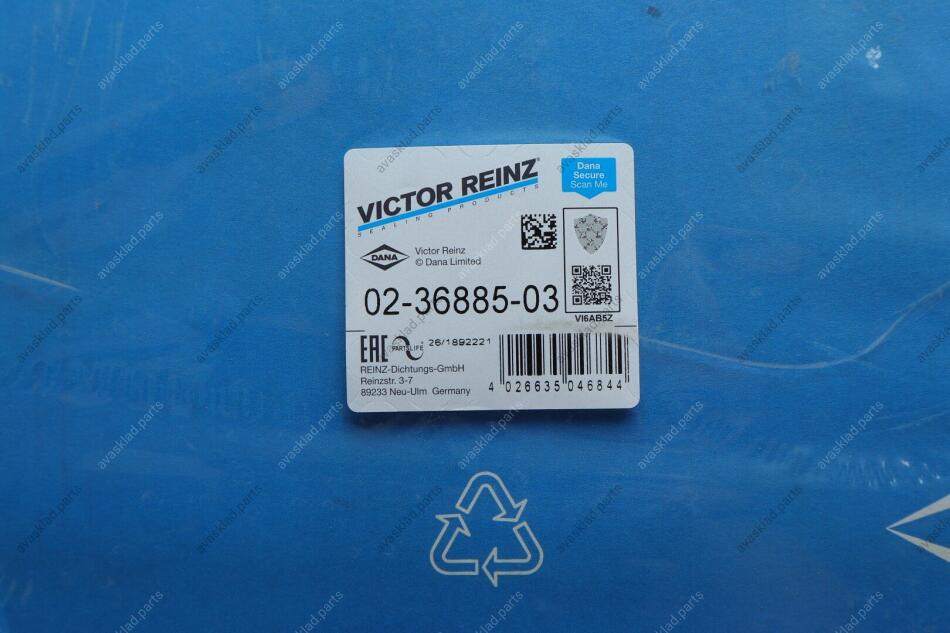 VICTOR REINZ®
SEALING PRODUCTS
Dana
Secure
Scan Me
DANA
Victor Reinz
© Dana Limited
02-36885-03
VI6AB5Z
EAC PARTSLIFE® 26/1892221
REINZ-Dichtungs-GmbH
Reinzstr. 3-7
89233 Neu-Ulm Germany
4 026635 046844
avasklad.parts